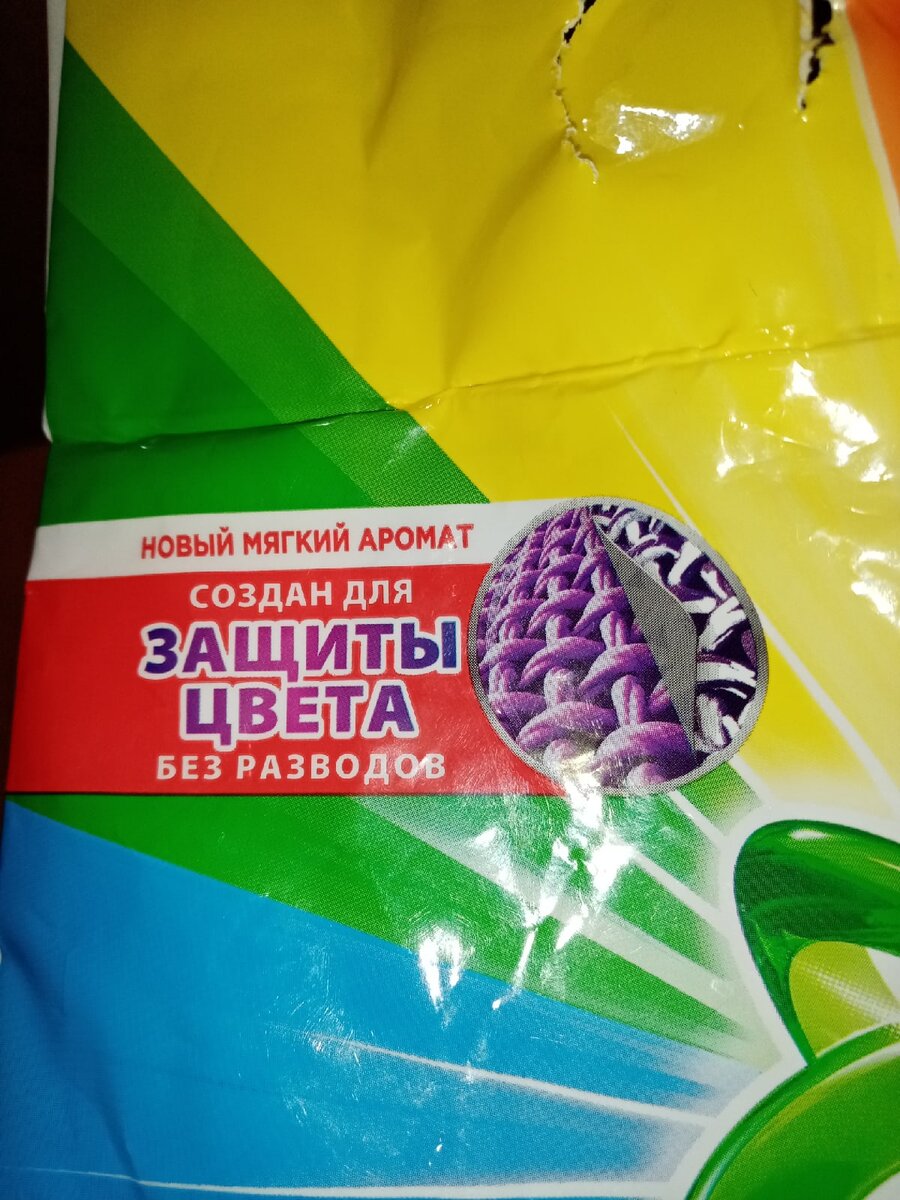 НОВЫЙ МЯГКИЙ АРОМАТ
СОЗДАН ДЛЯ
ЗАЩИТЫ
ЦВЕТА
БЕЗ РАЗВОДОВ